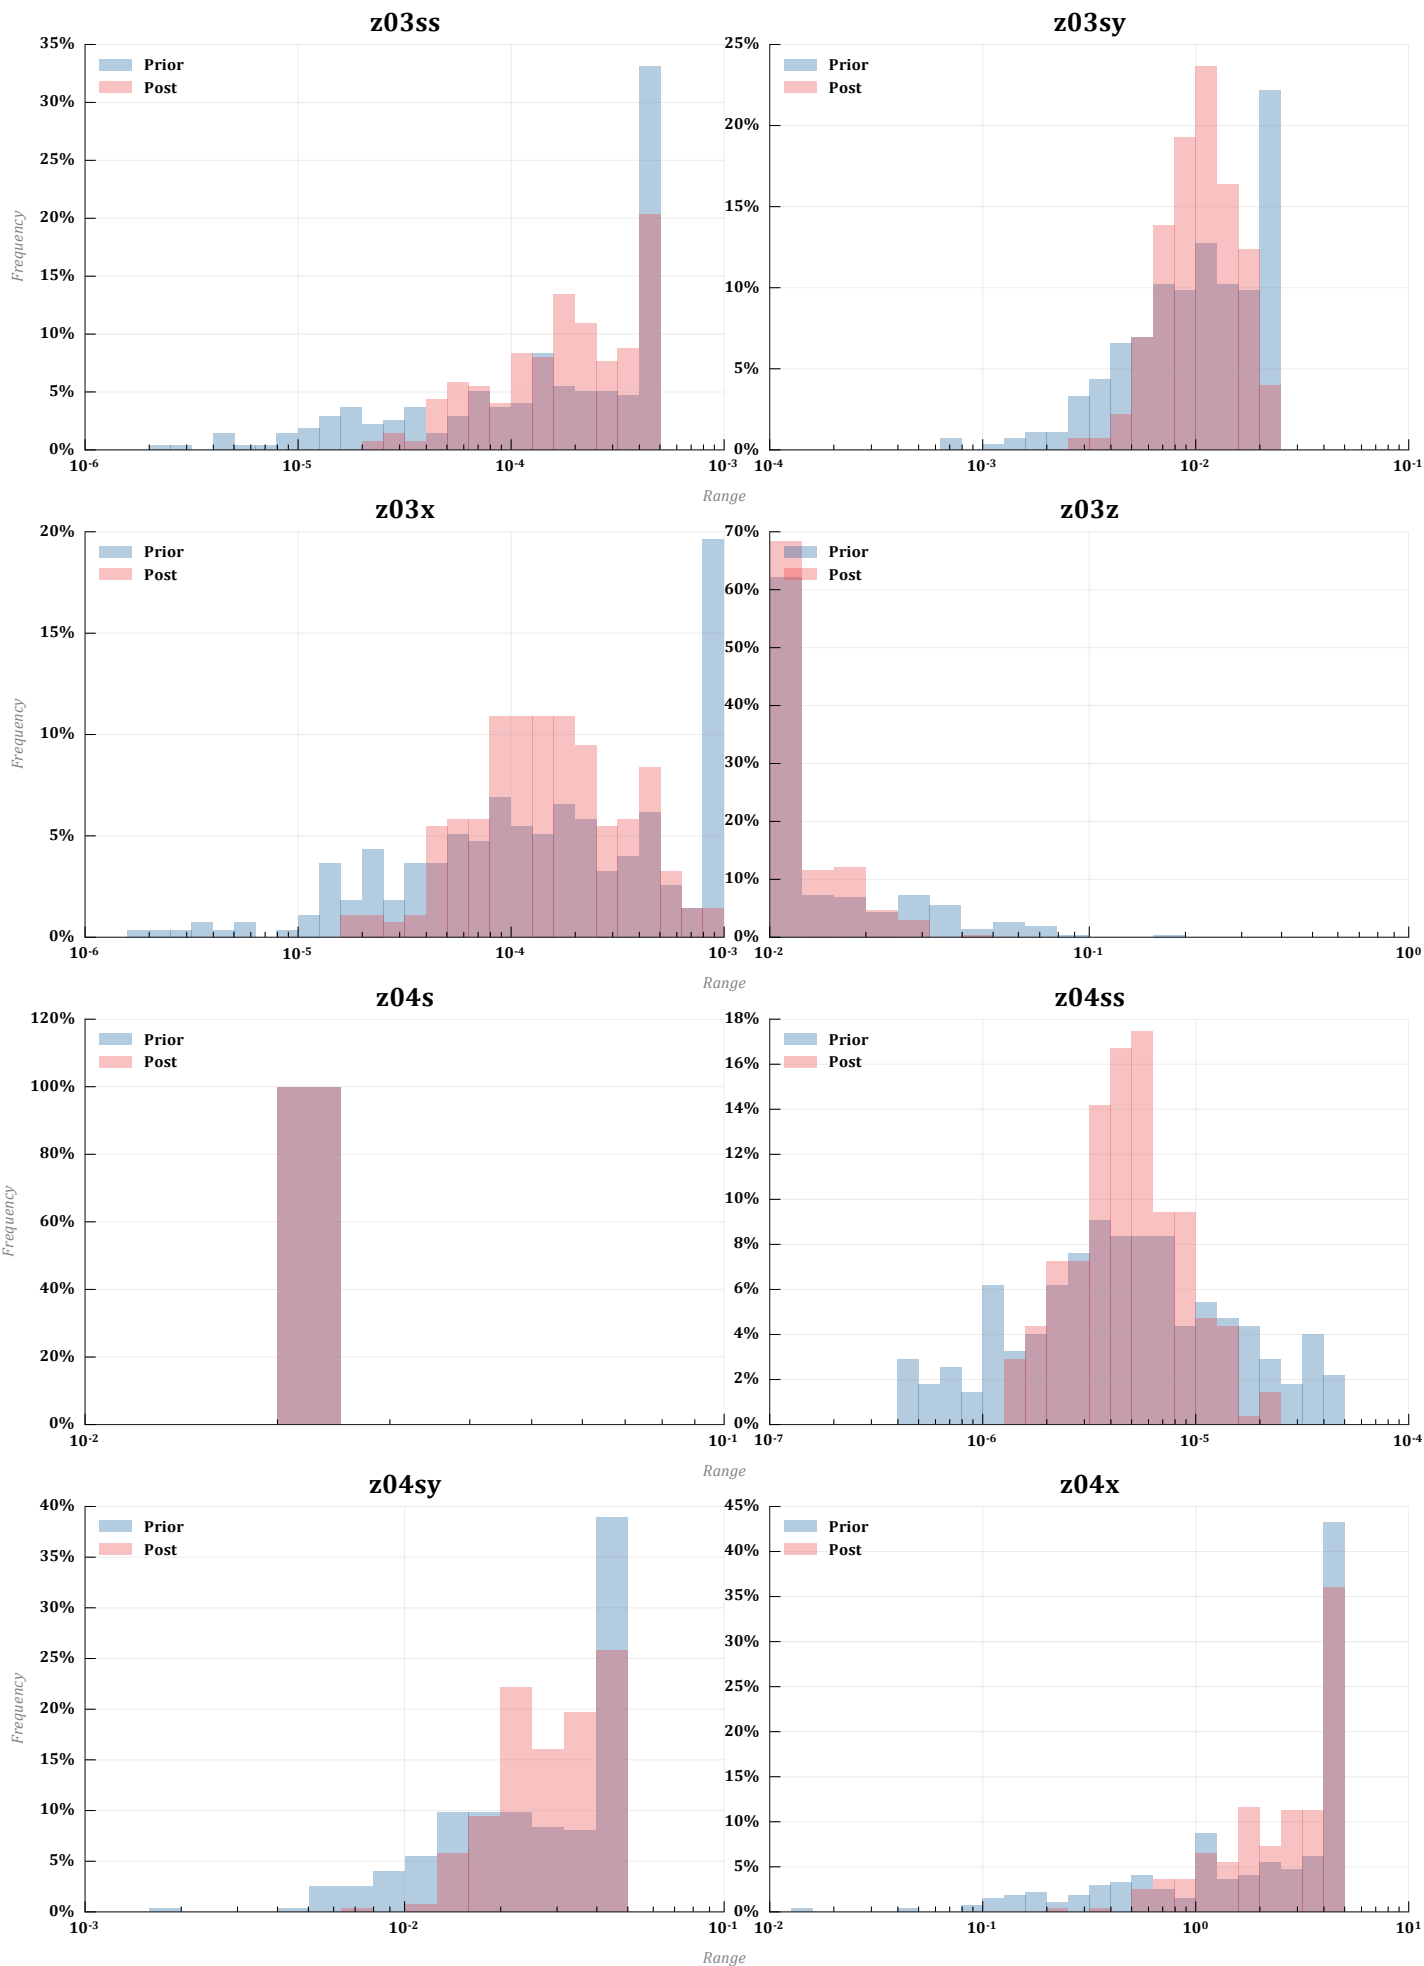 z03ss
35%
30%
25%
20%
15%
10%
5%
0%
Prior
Post
Frequency
10-6 10-5 10-4 10-3
z03sy
25%
20%
15%
10%
5%
0%
Prior
Post
10-4 10-3 10-2 10-1
Range
z03x
20%
15%
10%
5%
0%
Prior
Post
Frequency
10-6 10-5 10-4 10-3
z03z
70%
60%
50%
40%
30%
20%
10%
0%
Prior
Post
10-2 10-1 100
Range
z04s
120%
100%
80%
60%
40%
20%
0%
Prior
Post
Frequency
10-2 10-1
z04ss
18%
16%
14%
12%
10%
8%
6%
4%
2%
0%
Prior
Post
10-7 10-6 10-5 10-4
Range
z04sy
40%
35%
30%
25%
20%
15%
10%
5%
0%
Prior
Post
Frequency
10-3 10-2 10-1
z04x
45%
40%
35%
30%
25%
20%
15%
10%
5%
0%
Prior
Post
10-2 10-1 100 101
Range